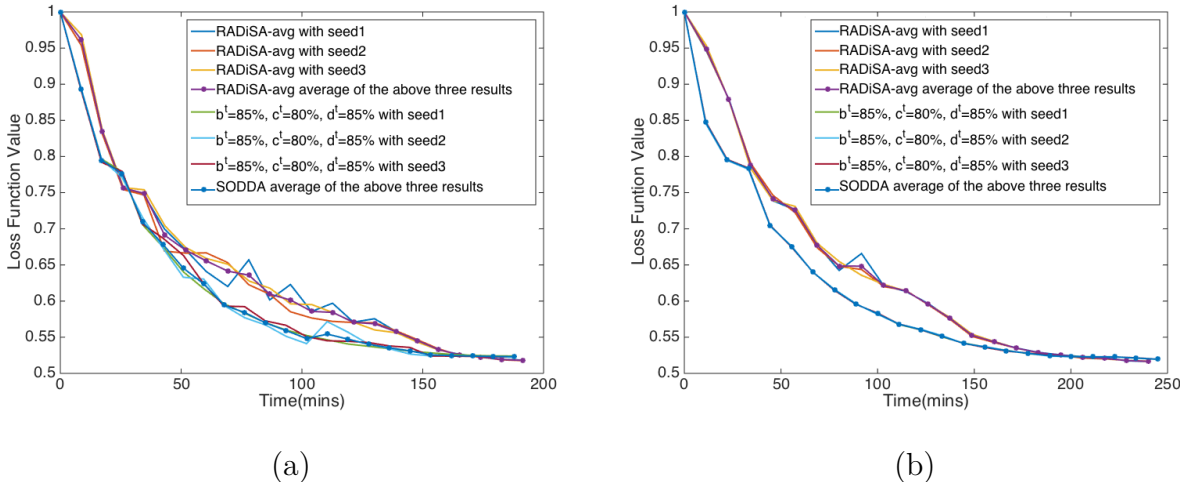 1
0.95
0.9
0.85
0.8
0.75
0.7
0.65
0.6
0.55
0.5
Loss Function Value
0
50
100
150
200
Time(mins)
RADiSA-avg with seed1
RADiSA-avg with seed2
RADiSA-avg with seed3
RADiSA-avg average of the above three results
b^t=85%, c^t=80%, d^t=85% with seed1
b^t=85%, c^t=80%, d^t=85% with seed2
b^t=85%, c^t=80%, d^t=85% with seed3
SODDA average of the above three results
(a)
1
0.95
0.9
0.85
0.8
0.75
0.7
0.65
0.6
0.55
0.5
Loss Funtion Value
0
50
100
150
200
250
Time(mins)
RADiSA-avg with seed1
RADiSA-avg with seed2
RADiSA-avg with seed3
RADiSA-avg average of the above three results
b^t=85%, c^t=80%, d^t=85% with seed1
b^t=85%, c^t=80%, d^t=85% with seed2
b^t=85%, c^t=80%, d^t=85% with seed3
SODDA average of the above three results
(b)